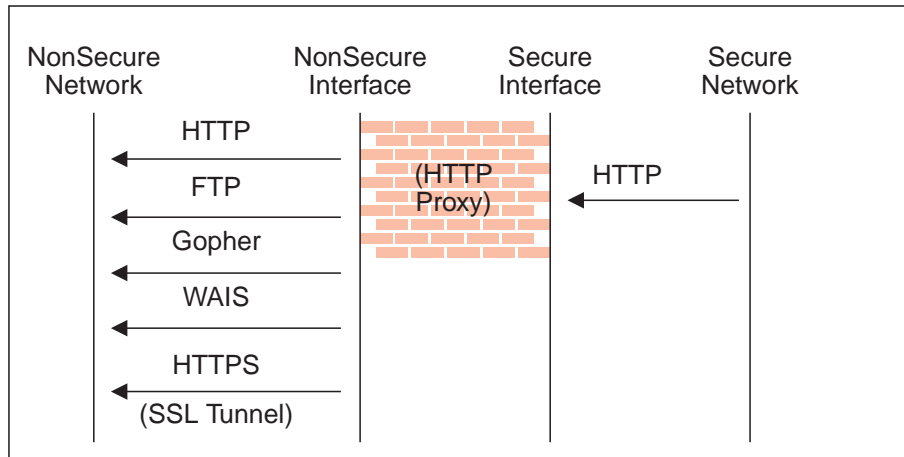 NonSecure
Network
NonSecure
Interface
Secure
Interface
Secure
Network
HTTP
(HTTP
Proxy)
HTTP
FTP
Gopher
WAIS
HTTPS
(SSL Tunnel)